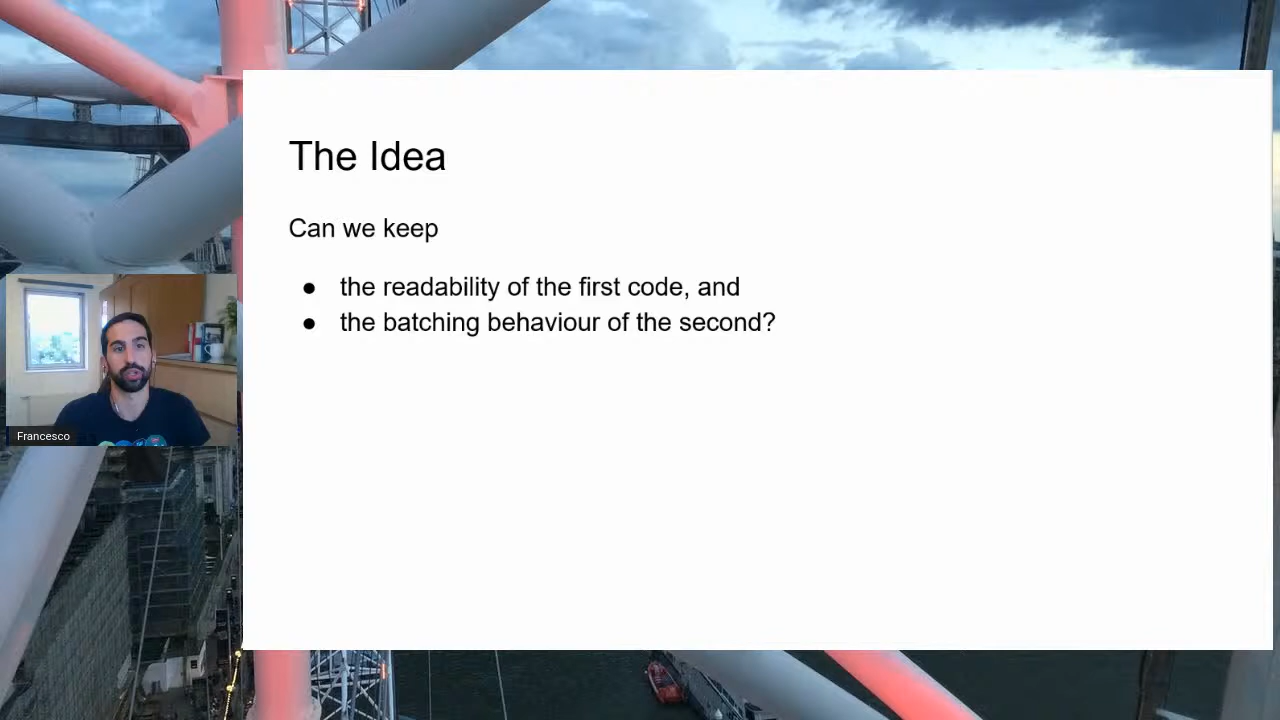 The Idea
Can we keep
● the readability of the first code, and
● the batching behaviour of the second?
Francesco